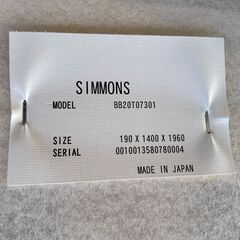 SIMMONS
MODEL BB20T07301
SIZE 190 X 1400 X 1960
SERIAL 0010013580780004
MADE IN JAPAN